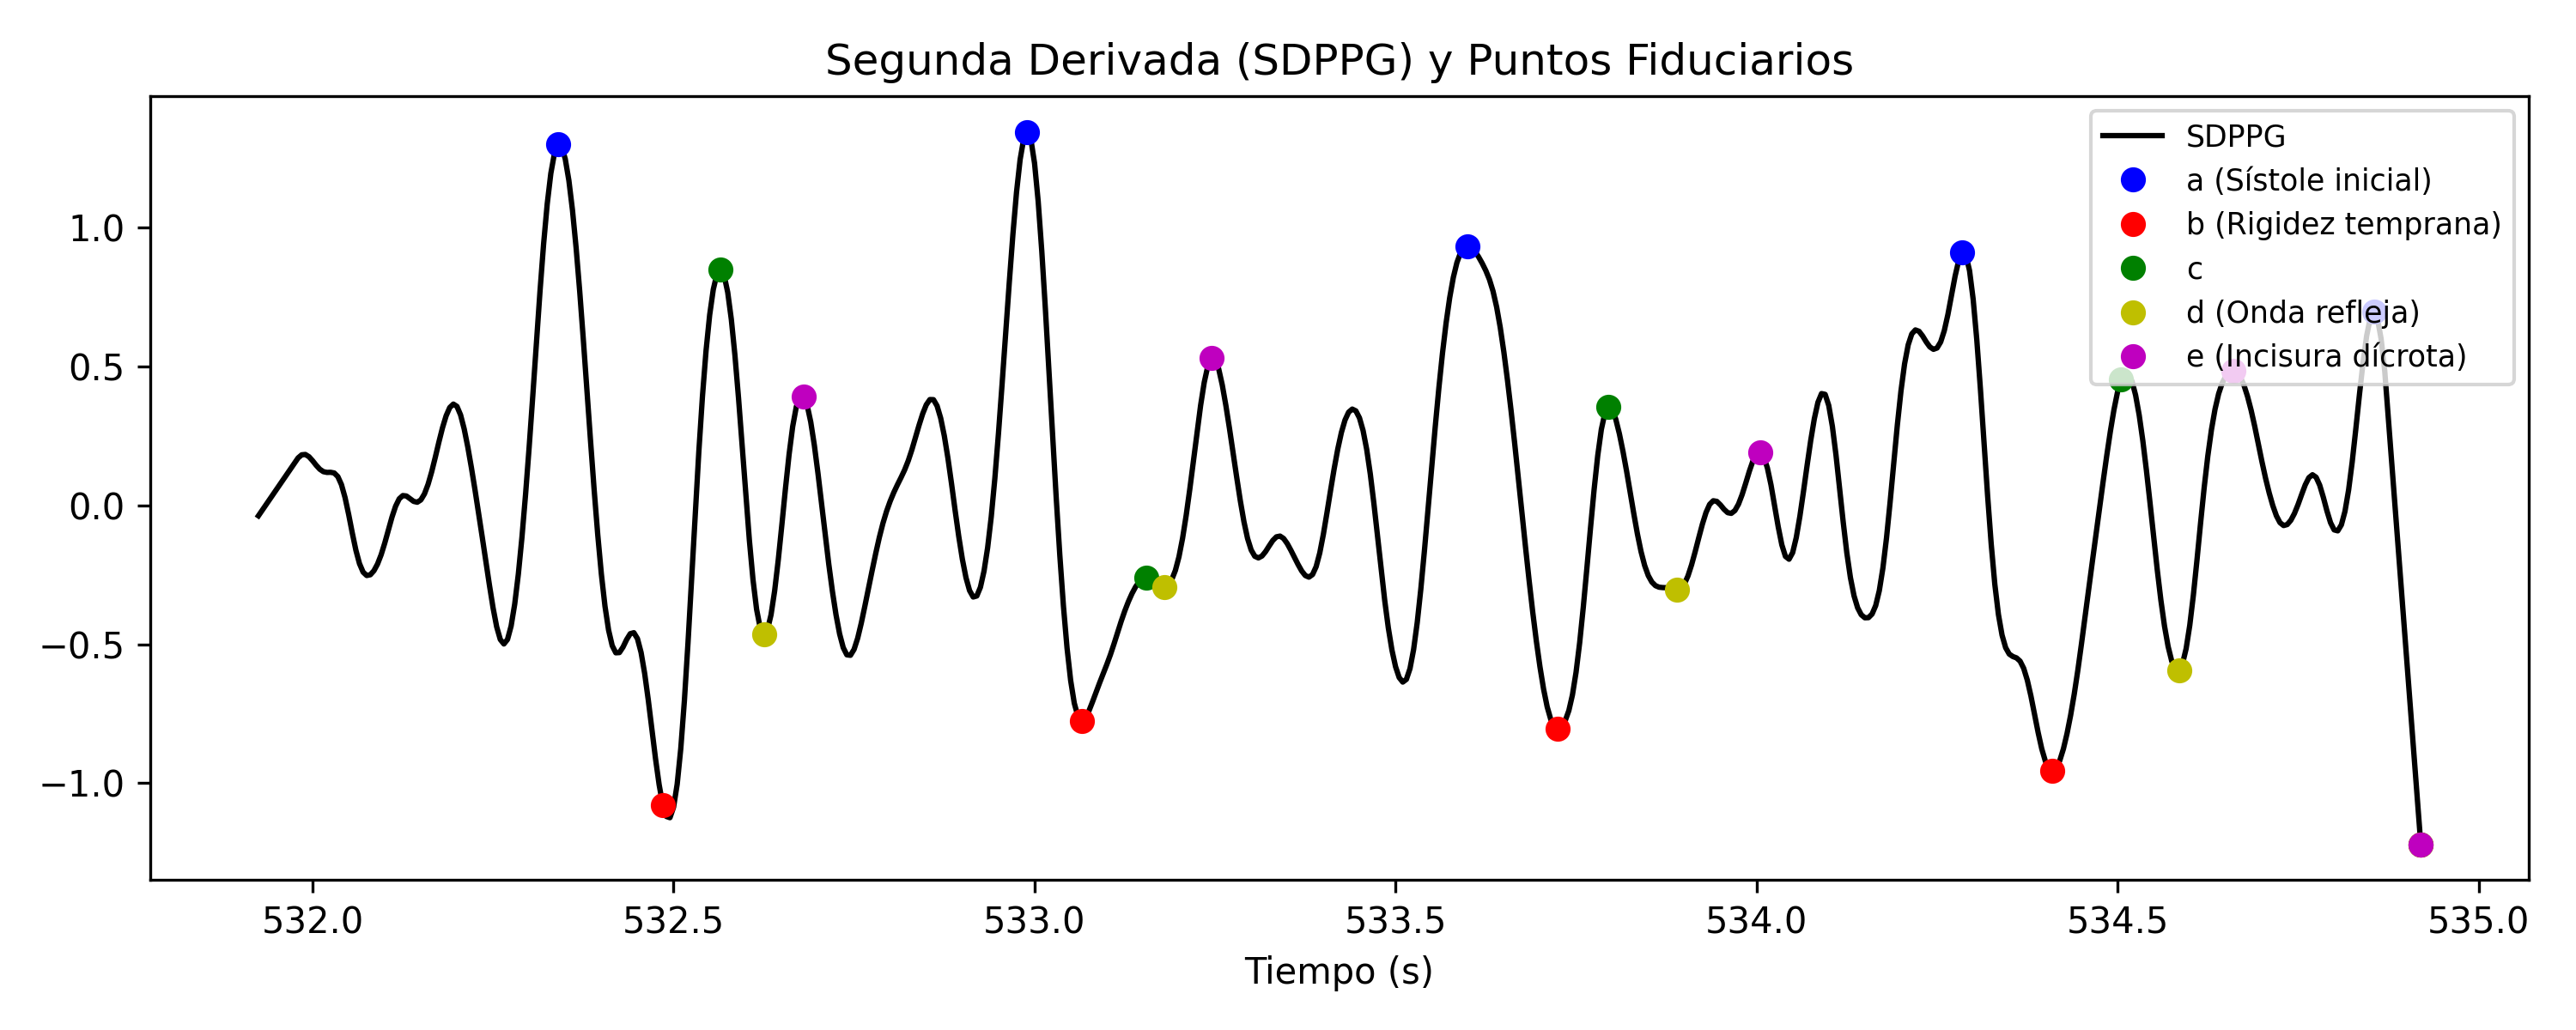 Segunda Derivada (SDPPG) y Puntos Fiduciarios
SDPPG
a (Sístole inicial)
b (Rigidez temprana)
c
d (Onda refleja)
e (Incisura dícrota)
1.0
0.5
0.0
−0.5
−1.0
532.0 532.5 533.0 533.5 534.0 534.5 535.0
Tiempo (s)